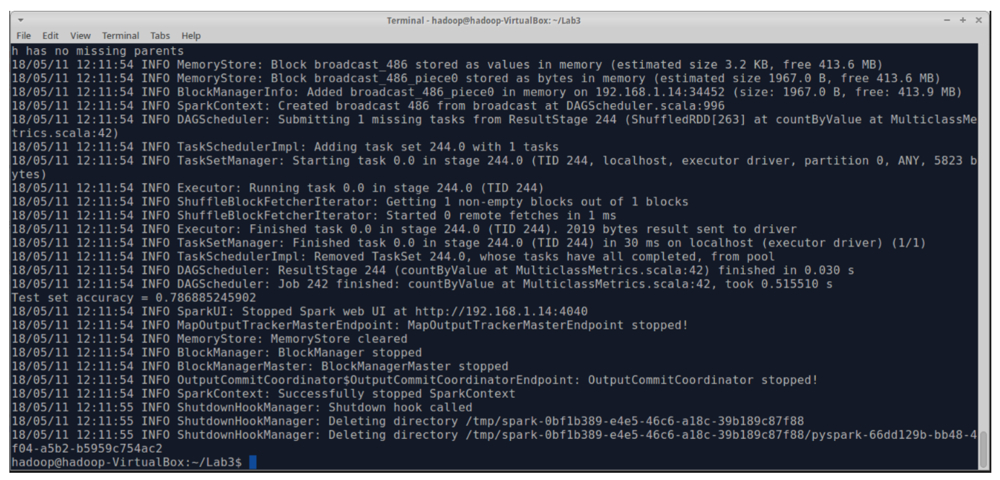 Terminal - hadoop@hadoop-VirtualBox: ~/Lab3
File Edit View Terminal Tabs Help
h has no missing parents
18/05/11 12:11:54 INFO MemoryStore: Block broadcast_486 stored as values in memory (estimated size 3.2 KB, free 413.6 MB)
18/05/11 12:11:54 INFO MemoryStore: Block broadcast_486_piece0 stored as bytes in memory (estimated size 1967.0 B, free 413.6 MB)
18/05/11 12:11:54 INFO BlockManagerInfo: Added broadcast_486_piece0 in memory on 192.168.1.14:34452 (size: 1967.0 B, free: 413.9 MB)
18/05/11 12:11:54 INFO SparkContext: Created broadcast 486 from broadcast at DAGScheduler.scala:996
18/05/11 12:11:54 INFO DAGScheduler: Submitting 1 missing tasks from ResultStage 244 (ShuffledRDD[263] at countByValue at MulticlassMe
trics.scala:42)
18/05/11 12:11:54 INFO TaskSchedulerImpl: Adding task set 244.0 with 1 tasks
18/05/11 12:11:54 INFO TaskSetManager: Starting task 0.0 in stage 244.0 (TID 244, localhost, executor driver, partition 0, ANY, 5823 b
ytes)
18/05/11 12:11:54 INFO Executor: Running task 0.0 in stage 244.0 (TID 244)
18/05/11 12:11:54 INFO ShuffleBlockFetcherIterator: Getting 1 non-empty blocks out of 1 blocks
18/05/11 12:11:54 INFO ShuffleBlockFetcherIterator: Started 0 remote fetches in 1 ms
18/05/11 12:11:54 INFO Executor: Finished task 0.0 in stage 244.0 (TID 244). 2019 bytes result sent to driver
18/05/11 12:11:54 INFO TaskSetManager: Finished task 0.0 in stage 244.0 (TID 244) in 30 ms on localhost (executor driver) (1/1)
18/05/11 12:11:54 INFO TaskSchedulerImpl: Removed TaskSet 244.0, whose tasks have all completed, from pool
18/05/11 12:11:54 INFO DAGScheduler: ResultStage 244 (countByValue at MulticlassMetrics.scala:42) finished in 0.030 s
18/05/11 12:11:54 INFO DAGScheduler: Job 242 finished: countByValue at MulticlassMetrics.scala:42, took 0.515510 s
Test set accuracy = 0.786885245902
18/05/11 12:11:54 INFO SparkUI: Stopped Spark web UI at http://192.168.1.14:4040
18/05/11 12:11:54 INFO MapOutputTrackerMasterEndpoint: MapOutputTrackerMasterEndpoint stopped!
18/05/11 12:11:54 INFO MemoryStore: MemoryStore cleared
18/05/11 12:11:54 INFO BlockManager: BlockManager stopped
18/05/11 12:11:54 INFO BlockManagerMaster: BlockManagerMaster stopped
18/05/11 12:11:54 INFO OutputCommitCoordinator$OutputCommitCoordinatorEndpoint: OutputCommitCoordinator stopped!
18/05/11 12:11:54 INFO SparkContext: Successfully stopped SparkContext
18/05/11 12:11:55 INFO ShutdownHookManager: Shutdown hook called
18/05/11 12:11:55 INFO ShutdownHookManager: Deleting directory /tmp/spark-0bf1b389-e4e5-46c6-a18c-39b189c87f88
18/05/11 12:11:55 INFO ShutdownHookManager: Deleting directory /tmp/spark-0bf1b389-e4e5-46c6-a18c-39b189c87f88/pyspark-66dd129b-bb48-4
f04-a5b2-b5959c754ac2
hadoop@hadoop-VirtualBox:~/Lab3$